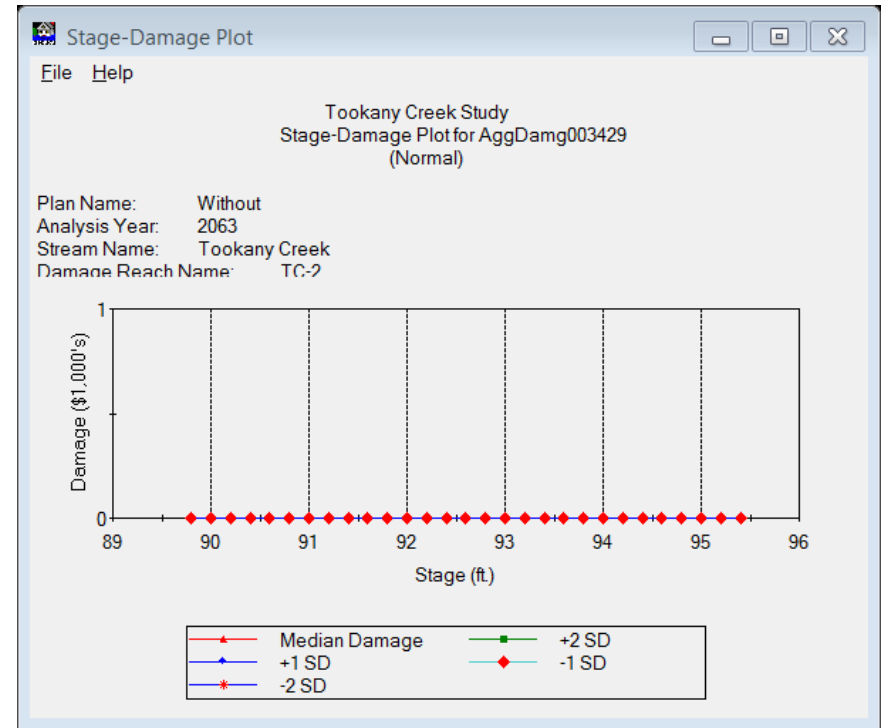 Stage-Damage Plot
File Help
Tookany Creek Study
Stage-Damage Plot for AggDamg003429
(Normal)
Plan Name: Without
Analysis Year: 2063
Stream Name: Tookany Creek
Damage Reach Name: TC-2
Damage ($1,000's)
1
0
89 90 91 92 93 94 95 96
Stage (ft.)
Median Damage +2 SD
+1 SD -1 SD
-2 SD